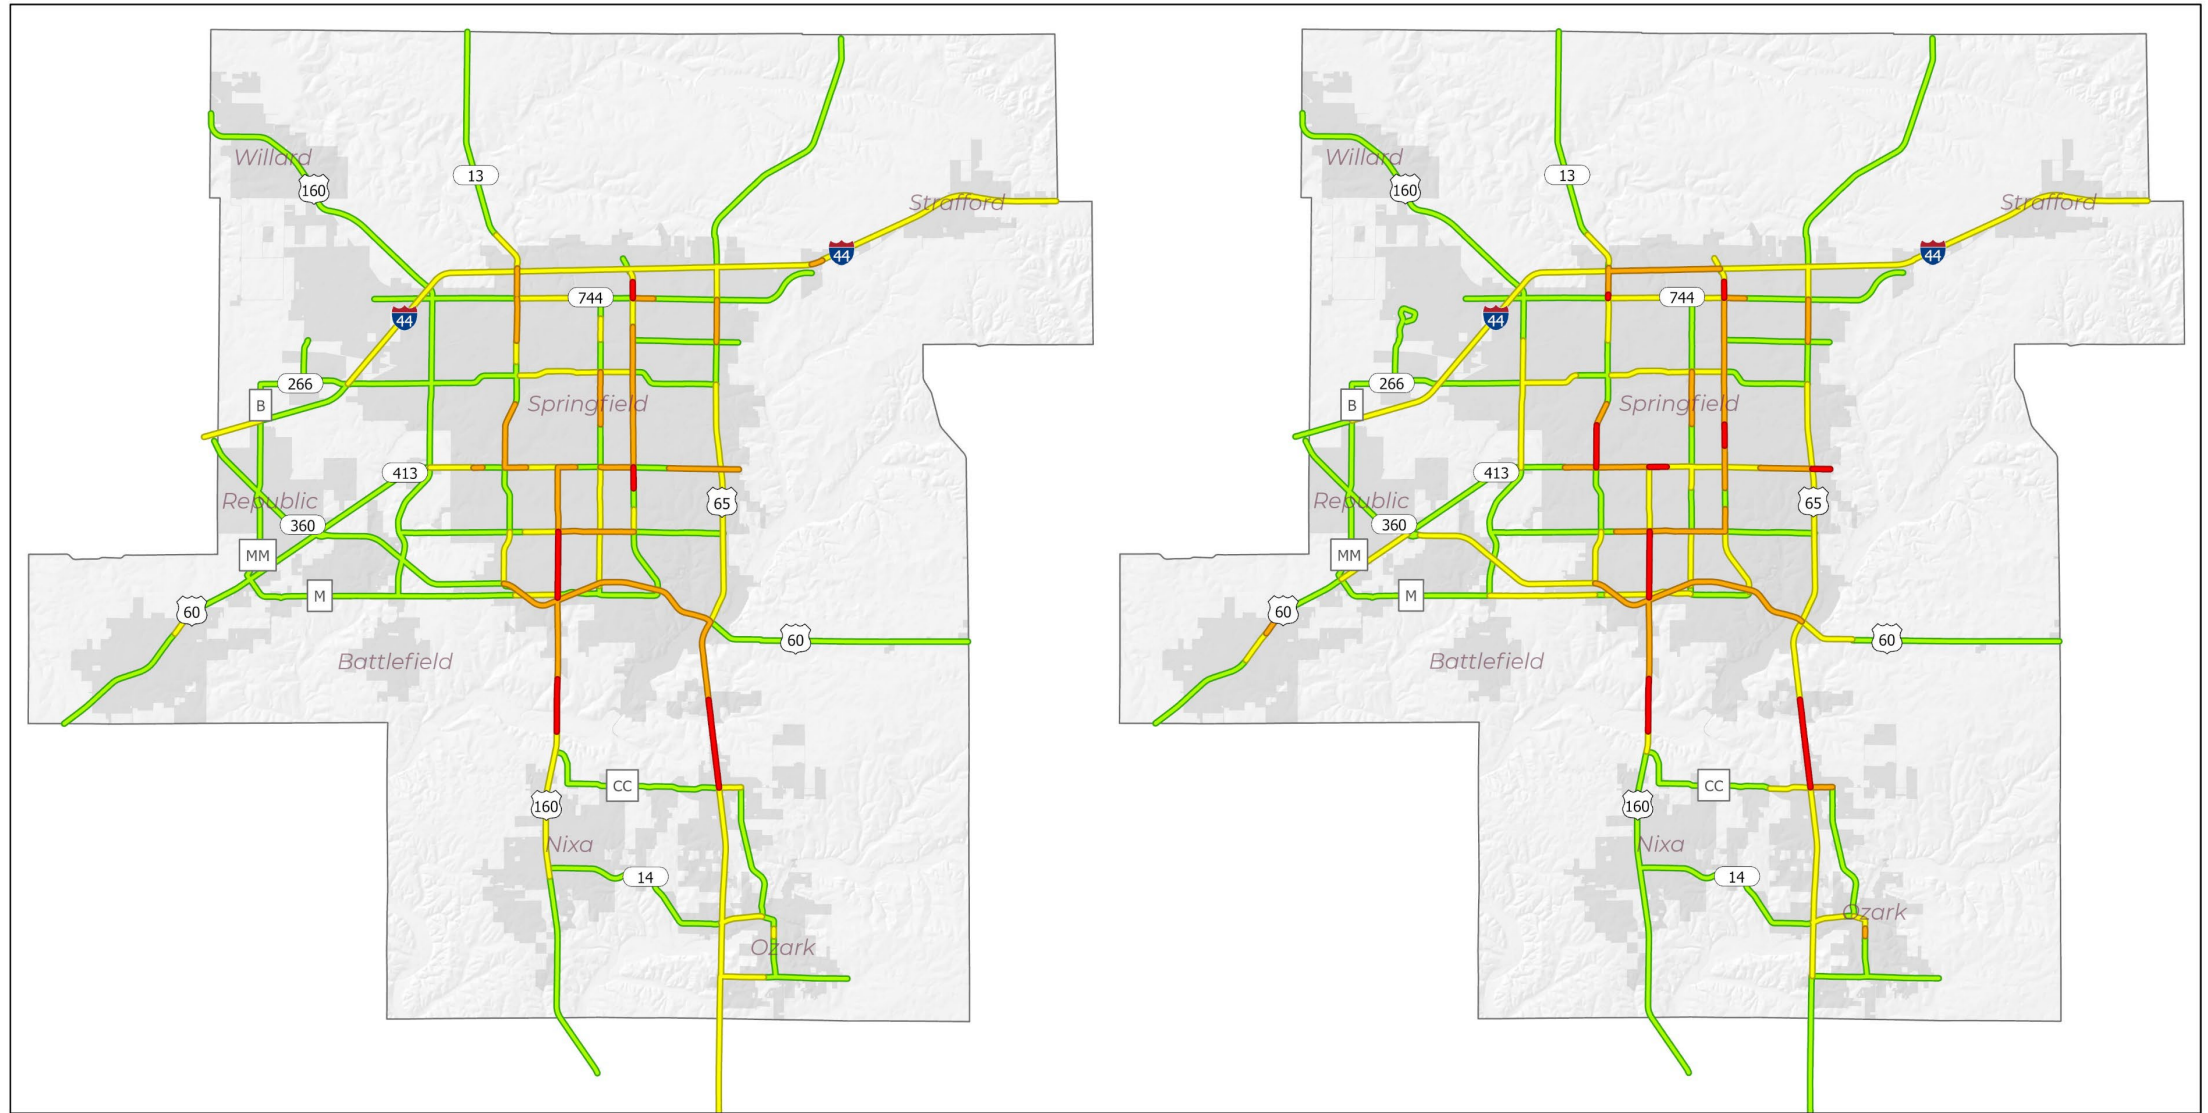 Willard
160
13
Strafford
44
44
744
266
B
Springfield
413
Republic
65
360
MM
M
60
60
Battlefield
CC
160
Nixa
14
Ozark
Willard
160
13
Strafford
44
44
744
266
B
Springfield
413
Republic
65
360
MM
M
60
60
Battlefield
CC
160
Nixa
14
Ozark